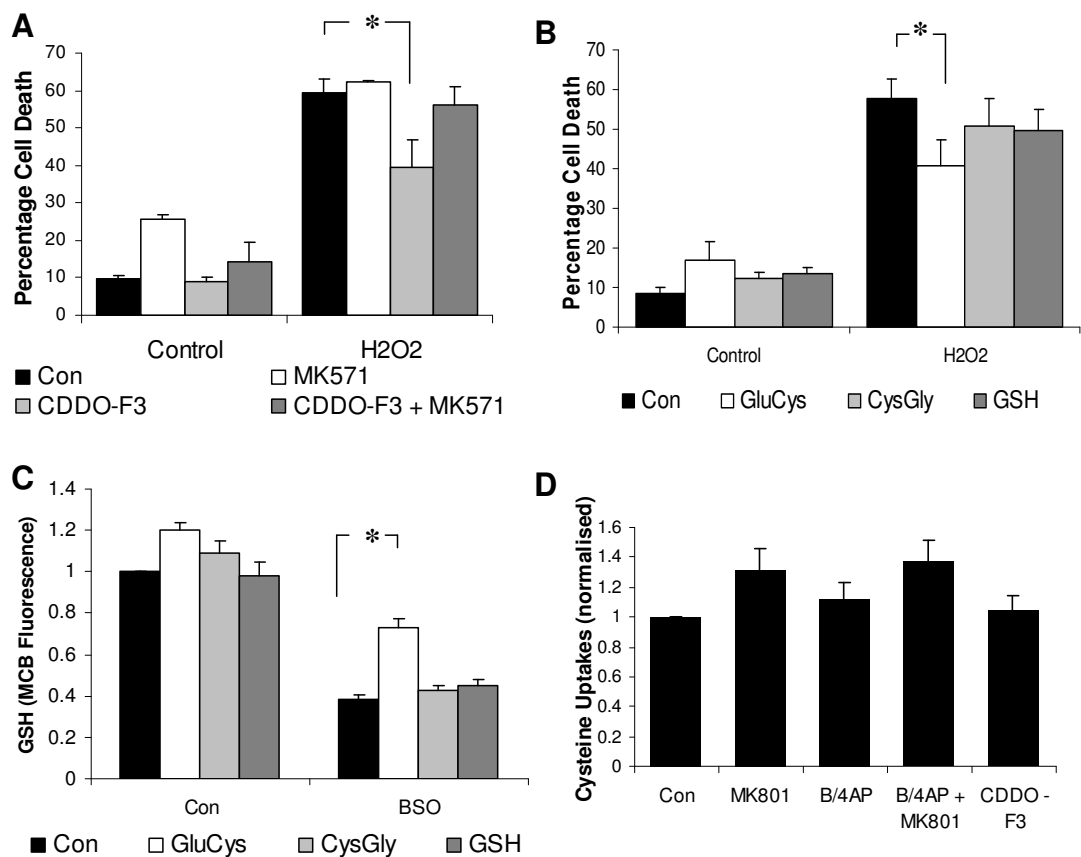 A
*
Percentage Cell Death
70
60
50
40
30
20
10
0
Control
H2O2
Con
MK571
CDDO-F3
CDDO-F3 + MK571
B
*
Percentage Cell Death
70
60
50
40
30
20
10
0
Control
H2O2
Con
GluCys
CysGly
GSH
C
*
GSH (MCB Fluorescence)
1.4
1.2
1
0.8
0.6
0.4
0.2
0
Con
BSO
Con
GluCys
CysGly
GSH
D
Cysteine Uptakes (normalised)
1.6
1.4
1.2
1
0.8
0.6
0.4
0.2
0
Con
MK801
B/4AP
B/4AP +
MK801
CDDO -
F3